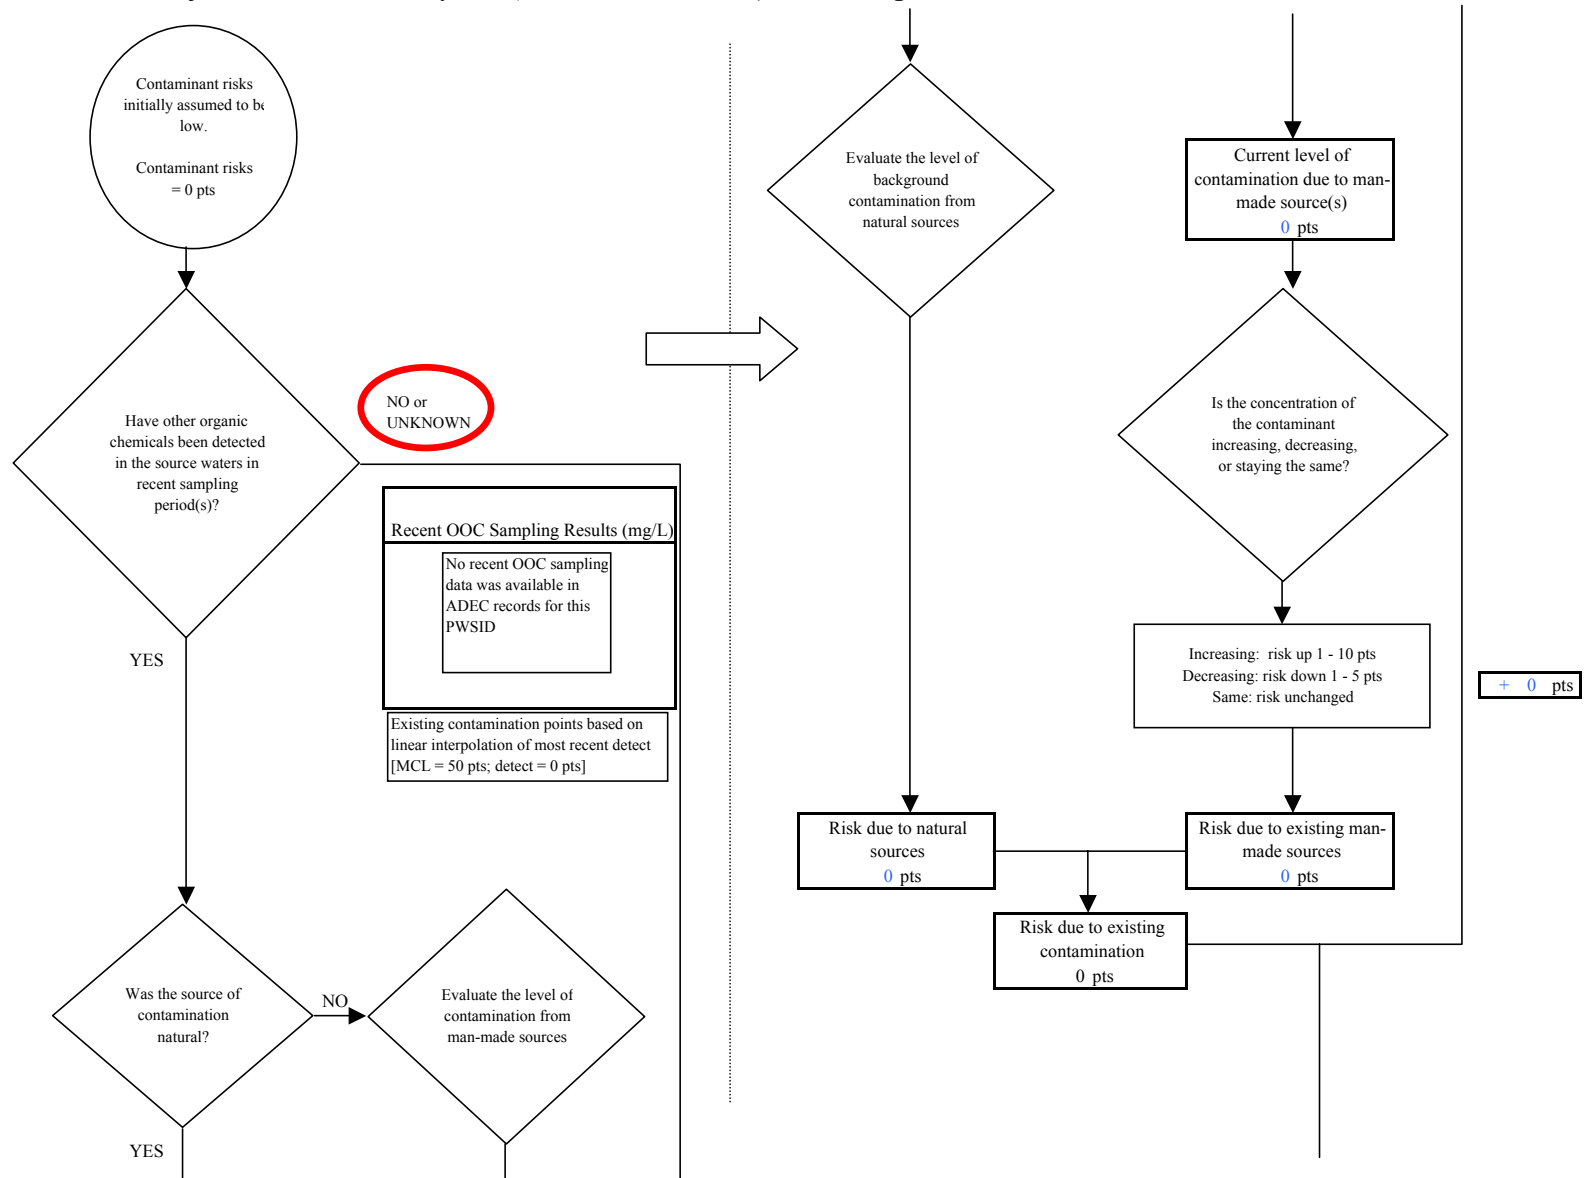 Contaminant risks
initially assumed to be
low.
Contaminant risks
= 0 pts
Have other organic
chemicals been detected
in the source waters in
recent sampling
period(s)?
NO or
UNKNOWN
Recent OOC Sampling Results (mg/L)
No recent OOC sampling
data was available in
ADEC records for this
PWSID
Existing contamination points based on
linear interpolation of most recent detect
[MCL = 50 pts; detect = 0 pts]
YES
Was the source of
contamination
natural?
NO
Evaluate the level of
contamination from
man-made sources
YES
Evaluate the level of
background
contamination from
natural sources
Current level of
contamination due to man-
made source(s)
0 pts
Is the concentration of
the contaminant
increasing, decreasing,
or staying the same?
Increasing: risk up 1 - 10 pts
Decreasing: risk down 1 - 5 pts
Same: risk unchanged
+ 0 pts
Risk due to natural
sources
0 pts
Risk due to existing man-
made sources
0 pts
Risk due to existing
contamination
0 pts